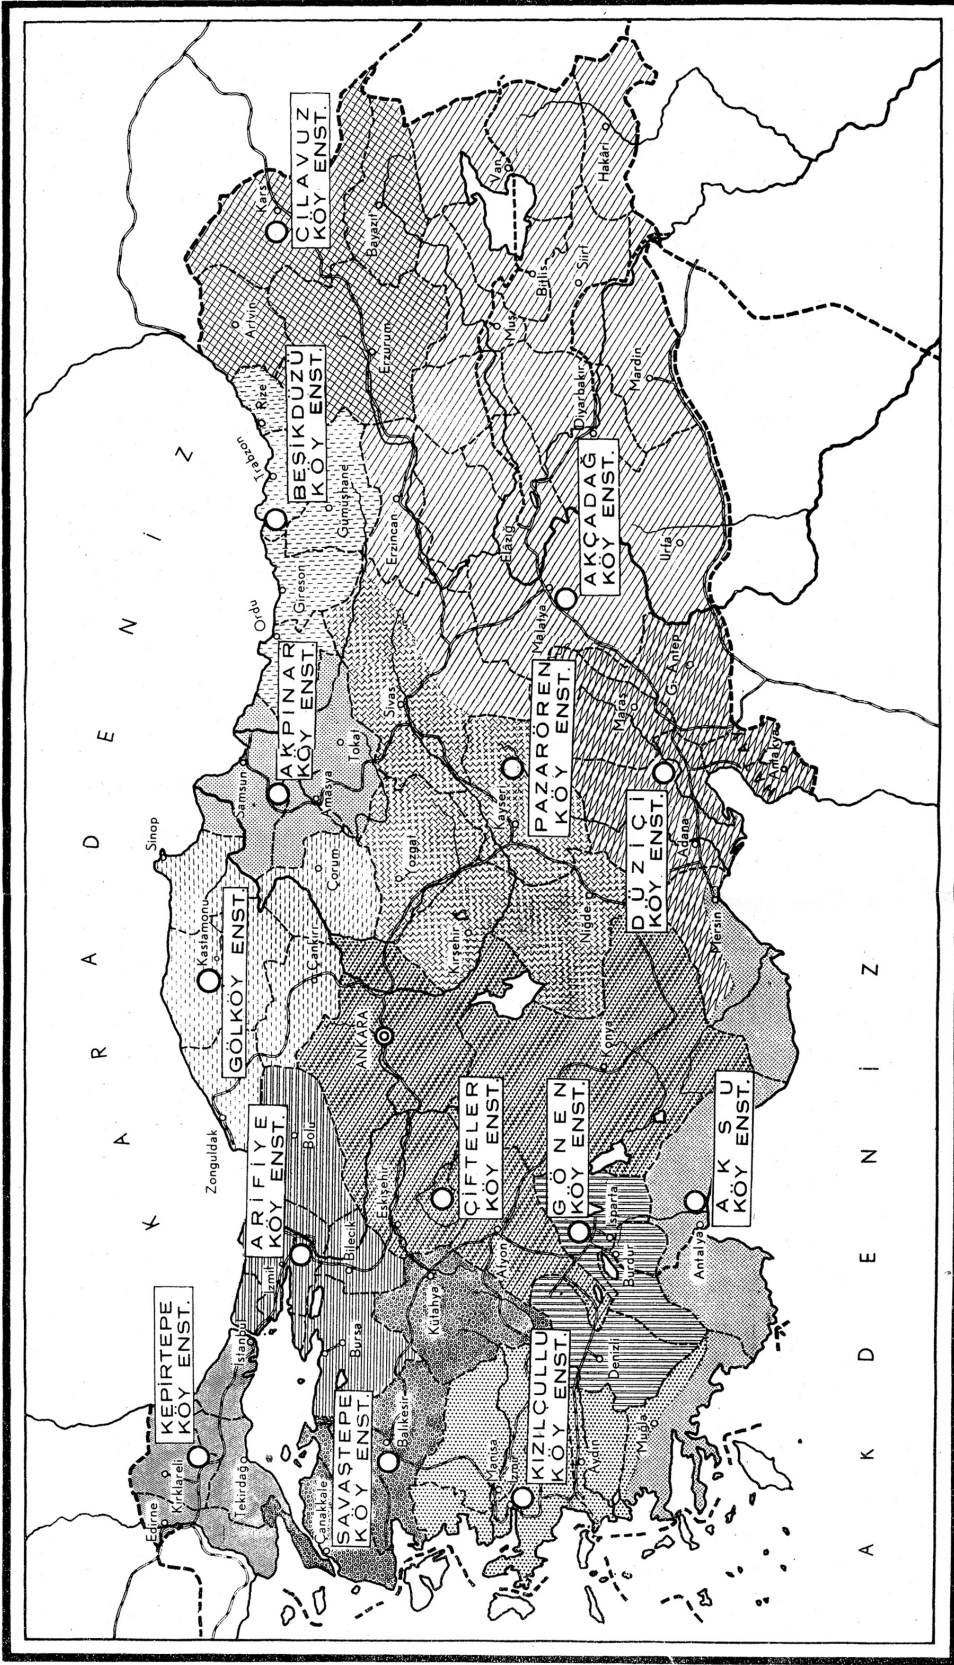 K A R A D E N İ Z
KEPİRTEPE
KÖY ENST.
Edirne
Kırklareli
Tekirdağ
İstanbul
ARİFİYE
KÖY ENST.
İzmit
Bolu
Bilecik
Bursa
Zonguldak
GÖLKÖY ENST
Kastamonu
Sinop
Çankırı
Çorum
AKPINAR
KÖY ENST.
Samsun
Amasya
Tokat
Ordu
Gireson
BEŞİKDÜZÜ
KÖY ENST.
Trabzon
Rize
Gümüşhane
CILAVUZ
KÖY ENST.
Kars
Artvin
Erzurum
Bayazıt
SAVAŞTEPE
KÖY ENST.
Çanakkale
Balıkesir
Kütahya
Eskişehir
ANKARA
ÇİFTELER
KÖY ENST.
Afyon
Konya
Kırşehir
Yozgat
Sivas
Kayseri
Niğde
PAZARÖREN
KÖY ENST.
Erzincan
Elâzığ
Malatya
AKÇADAĞ
KÖY ENST.
Diyarbakır
Muş
Bitlis
Siirt
Van
Hakâri
Mardin
Urfa
KIZILÇULLU
KÖY ENST.
Manisa
İzmir
Aydın
Muğla
Denizli
GÖNEN
KÖY ENST.
Isparta
Burdur
AKSU
KÖY ENST.
Antalya
DÜZİÇİ
KÖY ENST.
Mersin
Adana
Maraş
G. Antep
Antakya
A K D E N İ Z